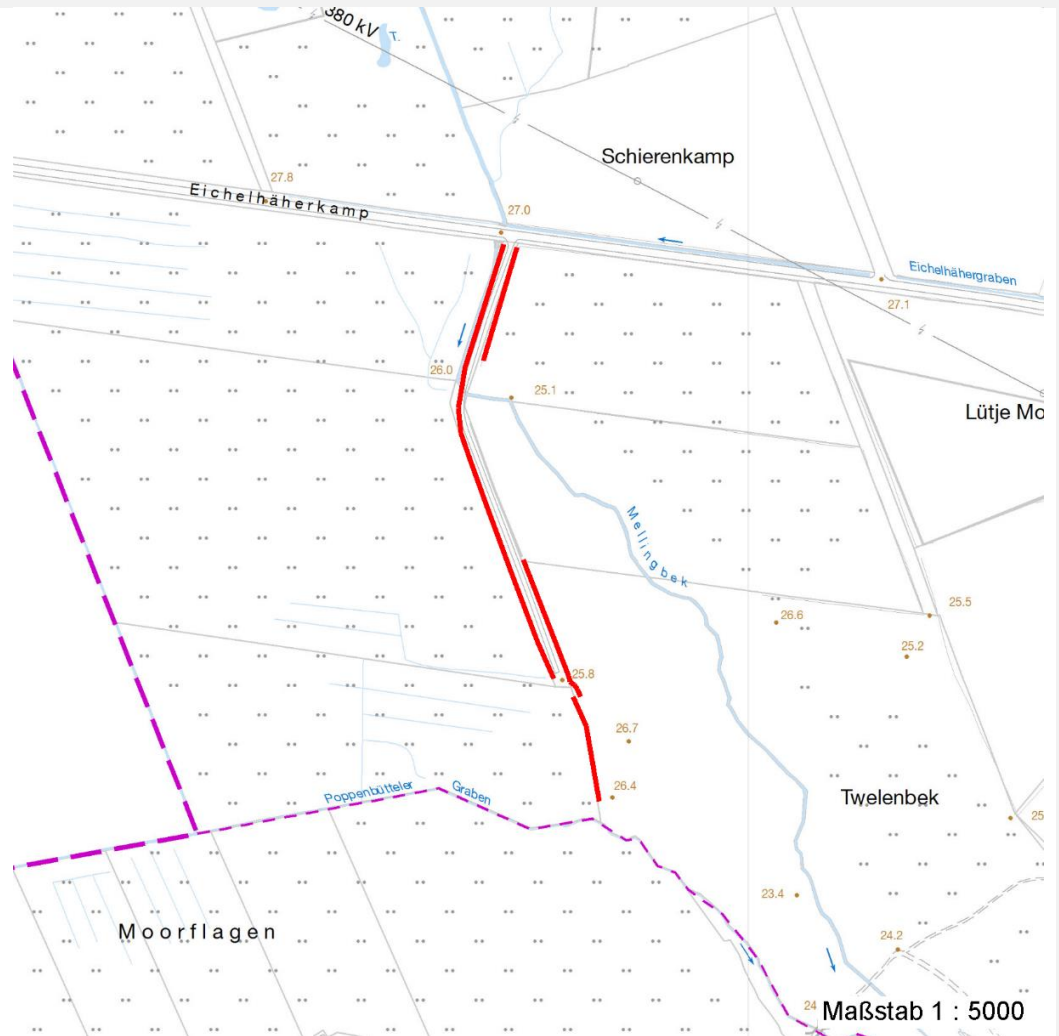 380 kV
T.
Schierenkamp
27.8
Eichelhäherkamp
27.0
Eichelhähergraben
27.1
26.0
25.1
Lütje Mo
Mellingbek
25.5
26.6
25.2
25.8
26.7
26.4
Poppenbütteler Graben
Twelenbek
25
23.4
Moorflagen
24.2
24
Maßstab 1 : 5000